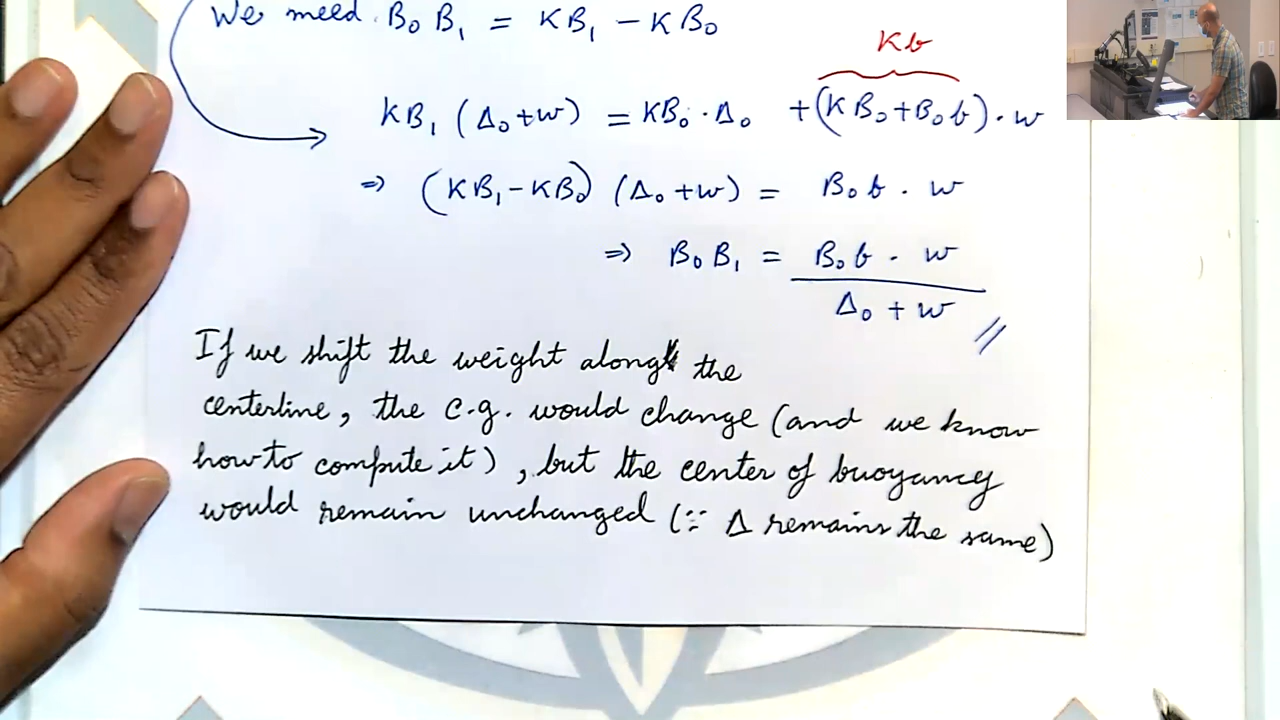 We need B₀B₁ = KB₁ − KB₀
Kb
KB₁ (Δ₀+w) = KB₀ · Δ₀ + (KB₀+B₀b) · w
⇒ (KB₁−KB₀) (Δ₀+w) = B₀b · w
⇒ B₀B₁ = B₀b · w
Δ₀ + w //
If we shift the weight along the
centerline, the c.g. would change (and we know
how to compute it), but the center of buoyancy
would remain unchanged (∵ Δ remains the same)